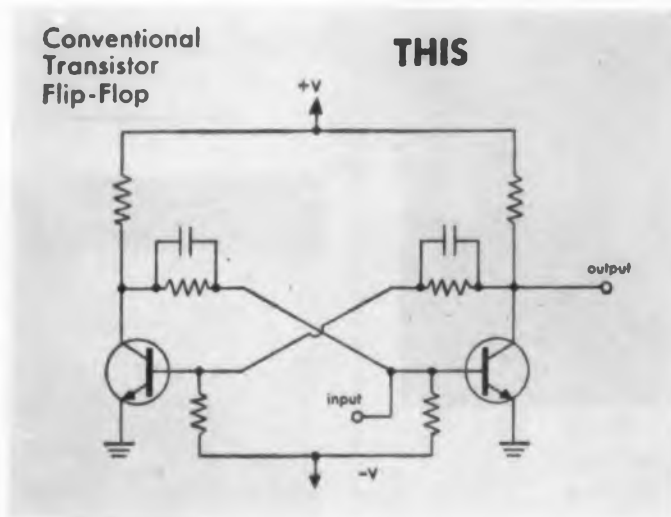 Conventional
Transistor
Flip-Flop
THIS
+V
output
input
-V